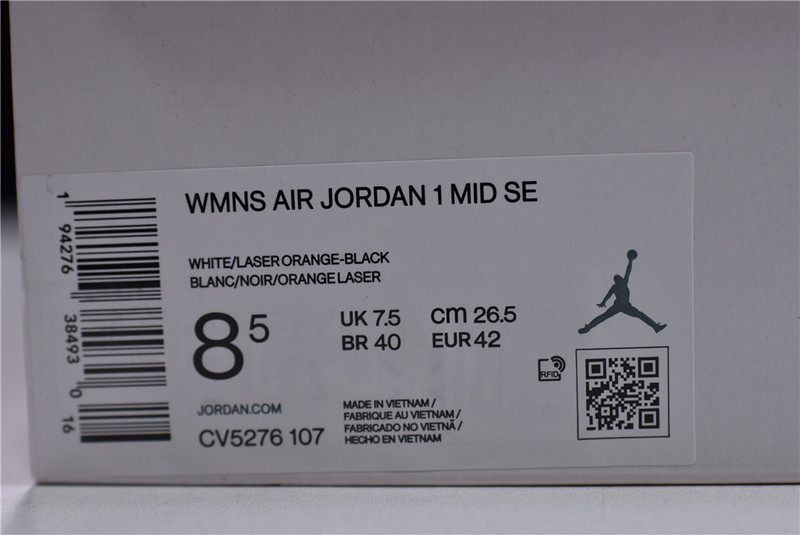 WMNS AIR JORDAN 1 MID SE
WHITE/LASER ORANGE-BLACK
BLANC/NOIR/ORANGE LASER
8 5
UK 7.5 cm 26.5
BR 40 EUR 42
RFID
JORDAN.COM
CV5276 107
MADE IN VIETNAM /
FABRIQUE AU VIETNAM /
FABRICADO NO VIETNÃ /
HECHO EN VIETNAM
1 94276 38493 0 16